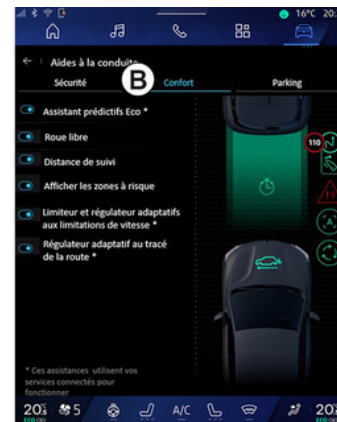 16°C 20:
Aides à la conduite
Sécurité
B
Confort
Parking
Assistant prédictifs Eco *
Roue libre
Distance de suivi
Afficher les zones à risque
Limiteur et régulateur adaptatifs
aux limitations de vitesse *
Régulateur adaptatif au tracé
de la route *
110
A
* Ces assistances utilisent vos
services connectés pour
fonctionner
20⁵
5
A/C
20⁵